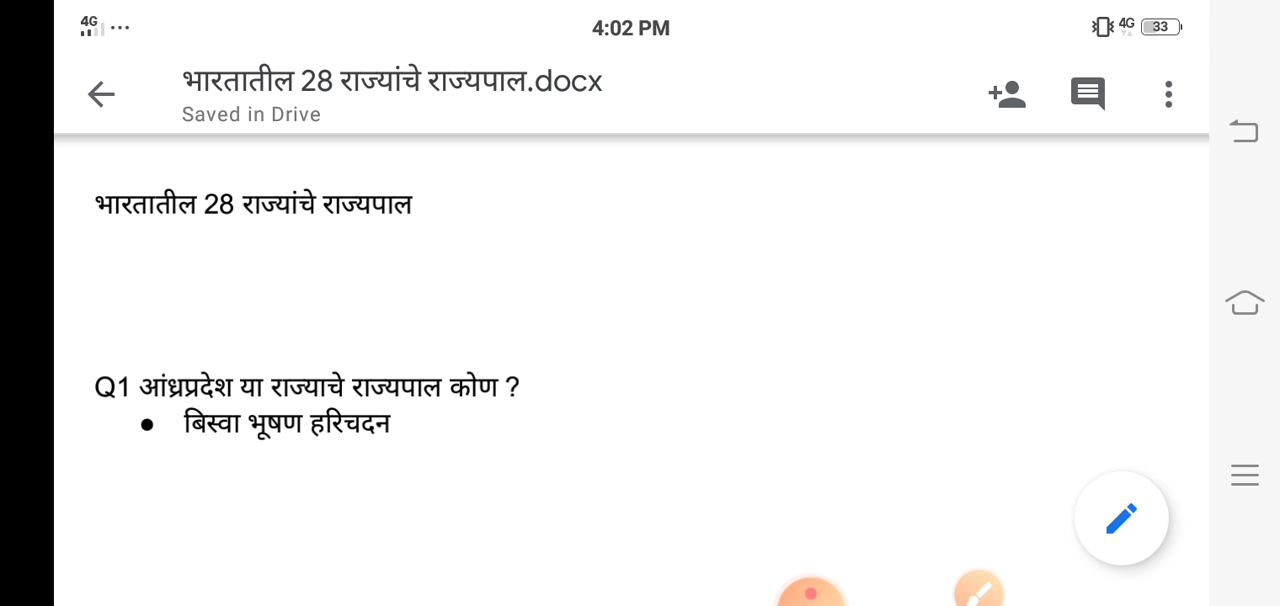 4G ... 4:02 PM 4G 33
भारतातील 28 राज्यांचे राज्यपाल.docx
Saved in Drive
भारतातील 28 राज्यांचे राज्यपाल
Q1 आंध्रप्रदेश या राज्याचे राज्यपाल कोण ?
● बिस्वा भूषण हरिचदन